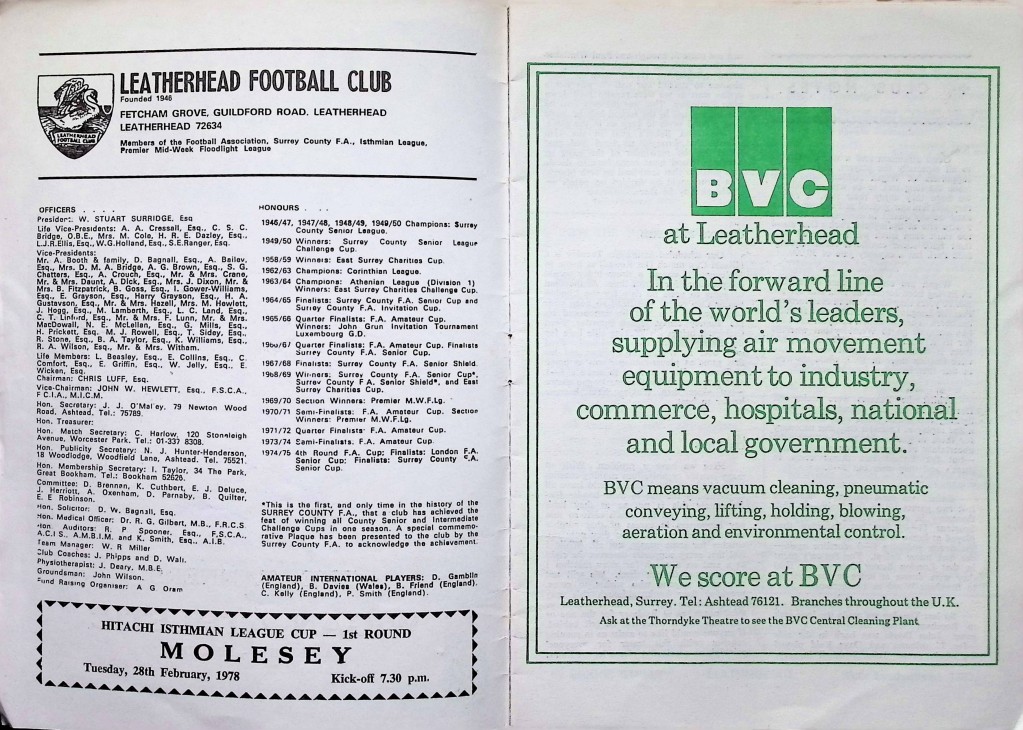 LEATHERHEAD FOOTBALL CLUB
Founded 1946
FETCHAM GROVE, GUILDFORD ROAD. LEATHERHEAD
LEATHERHEAD 72634
Members of the Football Association, Surrey County F.A., Isthmian League,
Premier Mid-Week Floodlight League
LEATHERHEAD
FOOTBALL CLUB
OFFICERS . . . .
President: W. STUART SURRIDGE, Esq
Life Vice-Presidents: A. A. Cressall, Esq., C. S. C.
Bridge, O.B.E., Mrs. M. Cole, H. R. E. Dazley, Esq.,
L.J.R.Ellis, Esq., W.G.Holland, Esq., S.E.Ranger, Esq.
Vice-Presidents:
Mr. A. Booth & family, D. Bagnall, Esq., A. Bailey,
Esq., Mrs. D. M. A. Bridge, A. G. Brown, Esq., S. G.
Chatters, Esq., A. Crouch, Esq., Mr. & Mrs. Crane,
Mr. & Mrs. Daunt, A. Dick, Esq., Mrs. J. Dixon, Mr. &
Mrs. B. Fitzpatrick, B. Goss, Esq., I. Gower-Williams,
Esq., E. Grayson, Esq., Harry Grayson, Esq., H. A.
Gustavson, Esq., Mr. & Mrs. Hazell, Mrs. M. Hewlett,
J. Hogg, Esq., M. Lamberth, Esq., L. C. Land, Esq.,
C. T. Linford, Esq., Mr. & Mrs. F. Lunn, Mr. & Mrs.
MacDowall, N. E. McLellan, Esq., G. Mills, Esq.,
H. Prickett, Esq., M. J. Rowell, Esq., T. Sidey, Esq.,
R. Stone, Esq., B. A. Taylor, Esq., K. Williams, Esq.,
R. A. Wilson, Esq., Mr. & Mrs. Witham.
Life Members: L. Beasley, Esq., E. Collins, Esq., C.
Comfort, Esq., E. Griffin, Esq., W. Jelly, Esq., E.
Wicken, Esq.
Chairman: CHRIS LUFF, Esq.
Vice-Chairman: JOHN W. HEWLETT, Esq., F.S.C.A.,
F C.I.A., M.I.C.M.
Hon. Secretary: J. J. O'Malley, 79 Newton Wood
Road, Ashtead. Tel.: 75789.
Hon. Treasurer:
Hon. Match Secretary: C. Harlow, 120 Stoneleigh
Avenue, Worcester Park. Tel.: 01-337 8308.
Hon. Publicity Secretary: N. J. Hunter-Henderson,
18 Woodlodge, Woodfield Lane, Ashtead. Tel. 75521.
Hon. Membership Secretary: I. Taylor, 34 The Park,
Great Bookham, Tel.: Bookham 52626.
Committee: D. Brennan, K. Cuthbert, E. J. Deluce,
J. Herriott, A. Oxenham, D. Parnaby, B. Quilter,
E. E Robinson.
Hon. Solicitor: D. W. Bagnall, Esq.
Hon. Medical Officer: Dr. R. G. Gilbert, M.B., F.R.C.S
Hon. Auditors: R. P Spooner, Esq., F.S.C.A.,
A.C.I.S., A.M.B.I.M. and K. Smith, Esq., A.I.B.
Team Manager: W. R Miller
Club Coaches: J. Phipps and D. Wall.
Physiotherapist: J. Deary, M.B.E.
Groundsman: John Wilson.
Fund Raising Organiser: A G Oram
HONOURS . . .
1946/47, 1947/48, 1948/49, 1949/50 Champions: Surrey
County Senior League.
1949/50 Winners: Surrey County Senior League
Challenge Cup.
1958/59 Winners: East Surrey Charities Cup.
1962/63 Champions: Corinthian League.
1963/64 Champions: Athenian League (Division 1)
Winners: East Surrey Charities Challenge Cup.
1964/65 Finalists: Surrey County F.A. Senior Cup and
Surrey County F.A. Invitation Cup.
1965/66 Quarter Finalists: F.A. Amateur Cup.
Winners: John Grun Invitation Tournament
Luxembourg G.D.
1966/67 Quarter Finalists: F.A. Amateur Cup. Finalists
Surrey County F.A. Senior Cup.
1967/68 Finalists: Surrey County F.A. Senior Shield.
1968/69 Winners: Surrey County F.A. Senior Cup*,
Surrey County F A. Senior Shield*, and East
Surrey Charities Cup.
1969/70 Section Winners: Premier M.W.F.Lg.
1970/71 Semi-Finalists: F.A. Amateur Cup. Section
Winners: Premier M.W.F.Lg.
1971/72 Quarter Finalists F.A. Amateur Cup.
1973/74 Semi-Finalists. F.A. Amateur Cup.
1974/75 4th Round F.A. Cup; Finalists: London F.A.
Senior Cup: Finalists: Surrey County F.A.
Senior Cup.
*This is the first, and only time in the history of the
SURREY COUNTY F.A., that a club has achieved the
feat of winning all County Senior and Intermediate
Challenge Cups in one season. A special commemo-
rative Plaque has been presented to the club by the
Surrey County F.A. to acknowledge the achievement.
AMATEUR INTERNATIONAL PLAYERS: D. Gamblin
(England), B. Davies (Wales), B. Friend (England).
C. Kelly (England), P. Smith (England).
HITACHI ISTHMIAN LEAGUE CUP — 1st ROUND
MOLESEY
Tuesday, 28th February, 1978 Kick-off 7.30 p.m.
BVC
at Leatherhead
In the forward line
of the world's leaders,
supplying air movement
equipment to industry,
commerce, hospitals, national
and local government.
BVC means vacuum cleaning, pneumatic
conveying, lifting, holding, blowing,
aeration and environmental control.
We score at BVC
Leatherhead, Surrey. Tel: Ashtead 76121. Branches throughout the U.K.
Ask at the Thorndyke Theatre to see the BVC Central Cleaning Plant